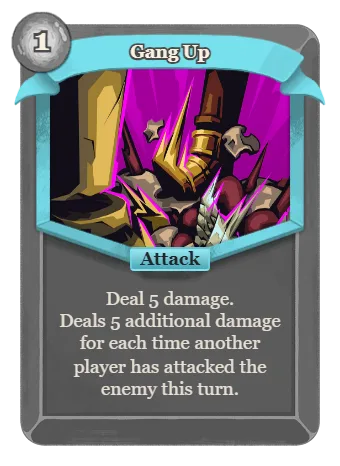 1
Gang Up
Attack
Deal 5 damage.
Deals 5 additional damage
for each time another
player has attacked the
enemy this turn.